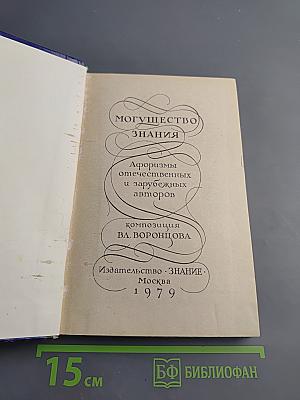 МОГУЩЕСТВО
ЗНАНИЯ
Афоризмы
отечественных
и зарубежных
авторов
композиция
ВЛ. ВОРОНЦОВА
Издательство · ЗНАНИЕ ·
Москва
1979
15 см
БФ БИБЛИОФАН